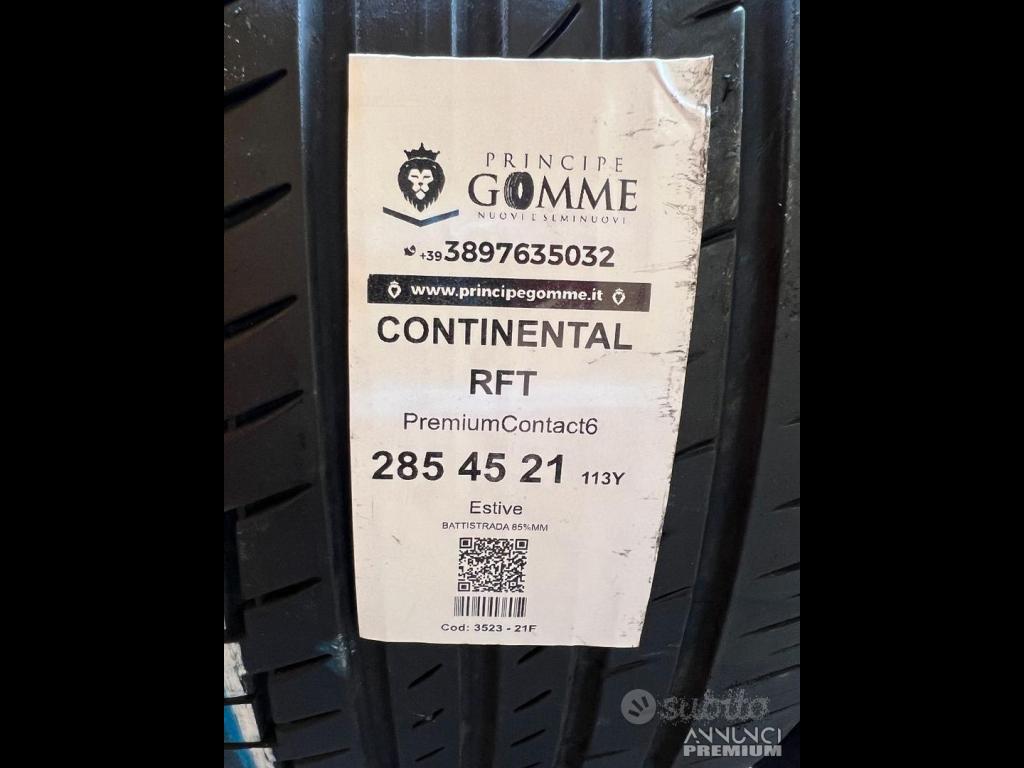 PRINCIPE
GOMME
NUOVI E SEMINUOVI
+39 3897635032
www.principegomme.it
CONTINENTAL
RFT
PremiumContact6
285 45 21 113Y
Estive
BATTISTRADA 85%MM
Cod: 3523 - 21F
subito
ANNUNCI
PREMIUM